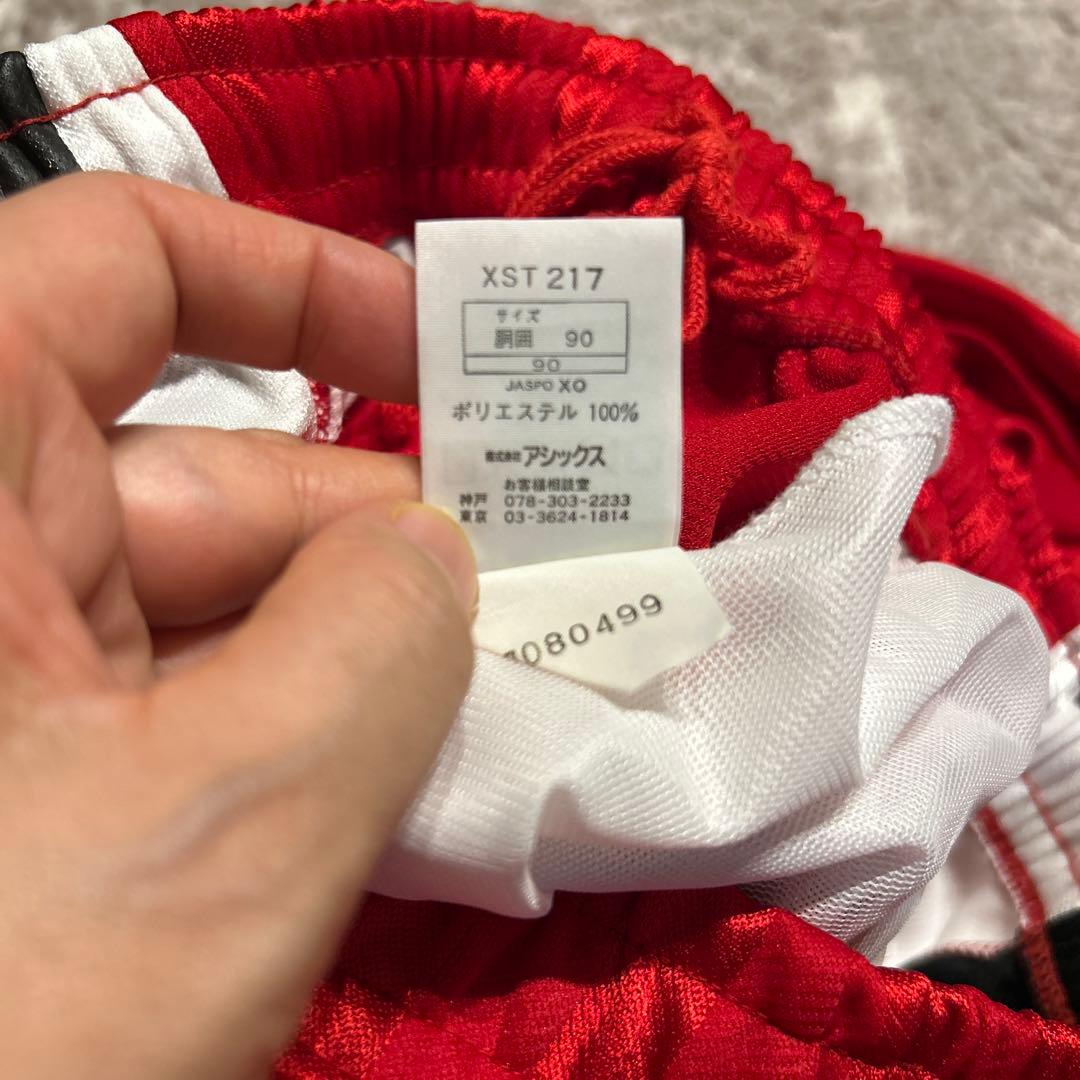 XST 217
サイズ
胴囲 90
90
JASPO XO
ポリエステル 100%
株式会社アシックス
お客様相談室
神戸 078-303-2233
東京 03-3624-1814
080499